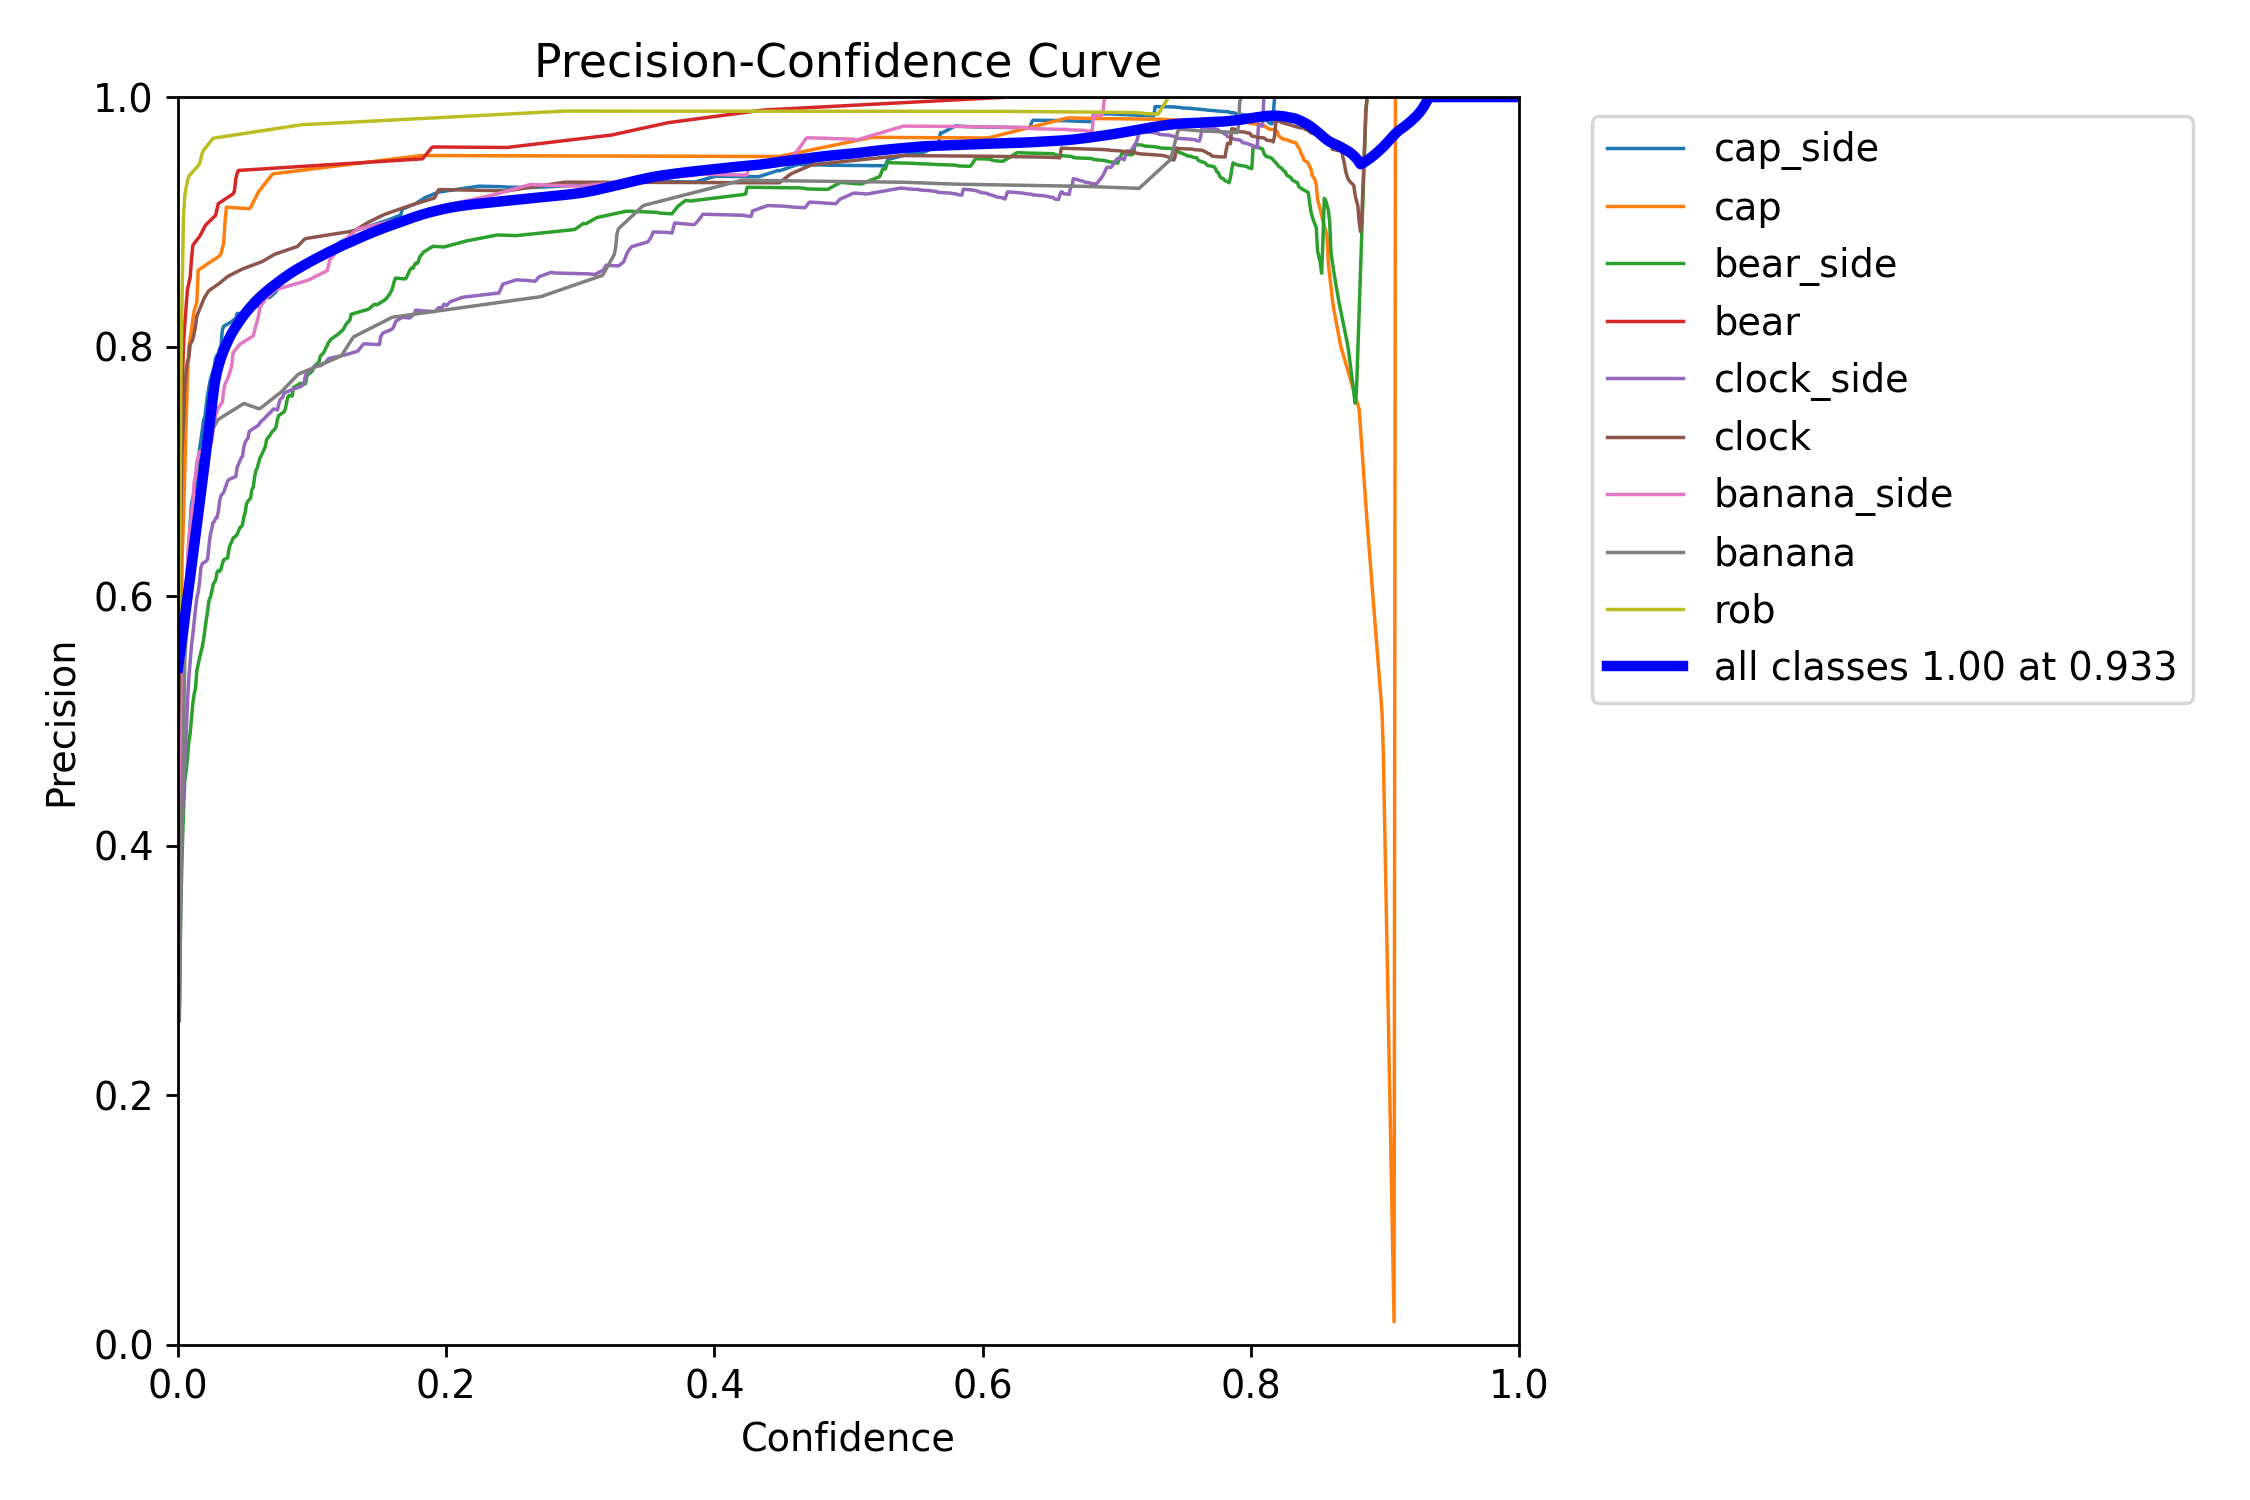 Precision-Confidence Curve
1.0
0.8
0.6
0.4
0.2
0.0
Precision
0.0 0.2 0.4 0.6 0.8 1.0
Confidence
cap_side
cap
bear_side
bear
clock_side
clock
banana_side
banana
rob
all classes 1.00 at 0.933